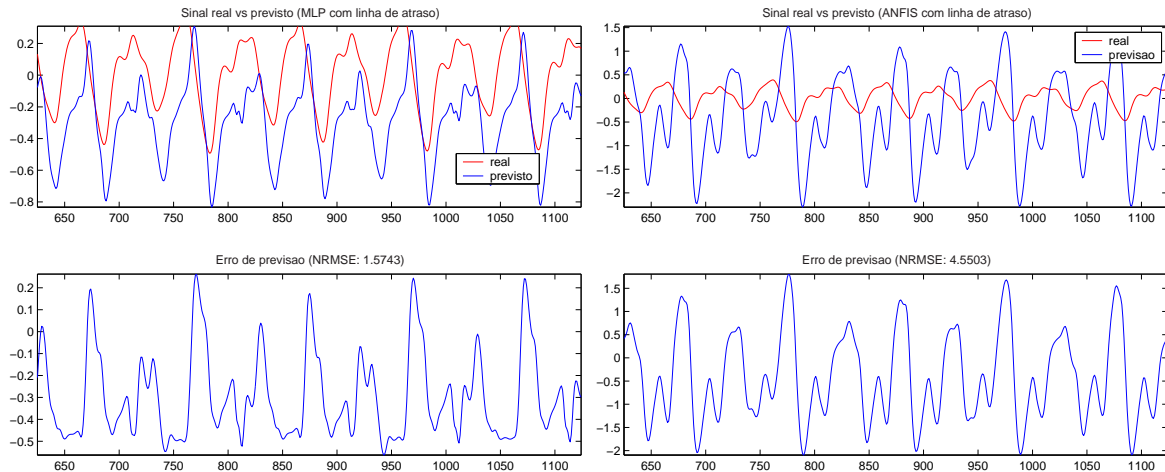 Sinal real vs previsto (MLP com linha de atraso)
0.2
0
−0.2
−0.4
−0.6
−0.8
real
previsto
650 700 750 800 850 900 950 1000 1050 1100
Sinal real vs previsto (ANFIS com linha de atraso)
1.5
1
0.5
0
−0.5
−1
−1.5
−2
real
previsao
650 700 750 800 850 900 950 1000 1050 1100
Erro de previsao (NRMSE: 1.5743)
0.2
0.1
0
−0.1
−0.2
−0.3
−0.4
−0.5
650 700 750 800 850 900 950 1000 1050 1100
Erro de previsao (NRMSE: 4.5503)
1.5
1
0.5
0
−0.5
−1
−1.5
−2
650 700 750 800 850 900 950 1000 1050 1100